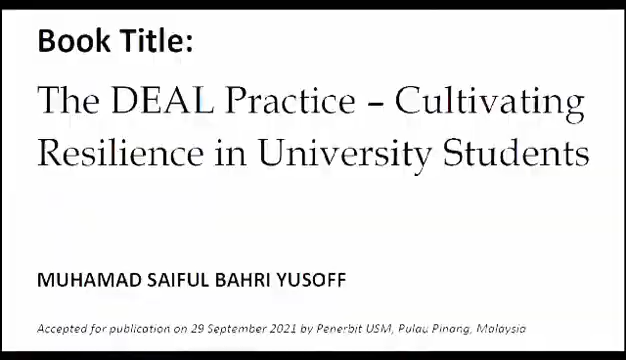 Book Title:
The DEAL Practice – Cultivating
Resilience in University Students
MUHAMAD SAIFUL BAHRI YUSOFF
Accepted for publication on 29 September 2021 by Penerbit USM, Pulau Pinang, Malaysia